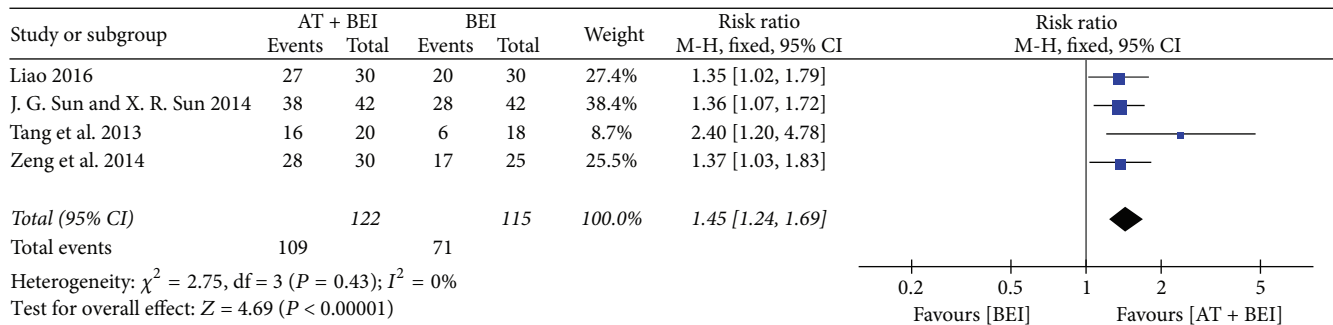 Study or subgroup AT + BEI BEI Weight Risk ratio Risk ratio
Events Total Events Total M-H, fixed, 95% CI M-H, fixed, 95% CI
Liao 2016 27 30 20 30 27.4% 1.35 [1.02, 1.79]
J. G. Sun and X. R. Sun 2014 38 42 28 42 38.4% 1.36 [1.07, 1.72]
Tang et al. 2013 16 20 6 18 8.7% 2.40 [1.20, 4.78]
Zeng et al. 2014 28 30 17 25 25.5% 1.37 [1.03, 1.83]
Total (95% CI) 122 115 100.0% 1.45 [1.24, 1.69]
Total events 109 71
Heterogeneity: χ² = 2.75, df = 3 (P = 0.43); I² = 0%
Test for overall effect: Z = 4.69 (P < 0.00001)
0.2 0.5 1 2 5
Favours [BEI] Favours [AT + BEI]